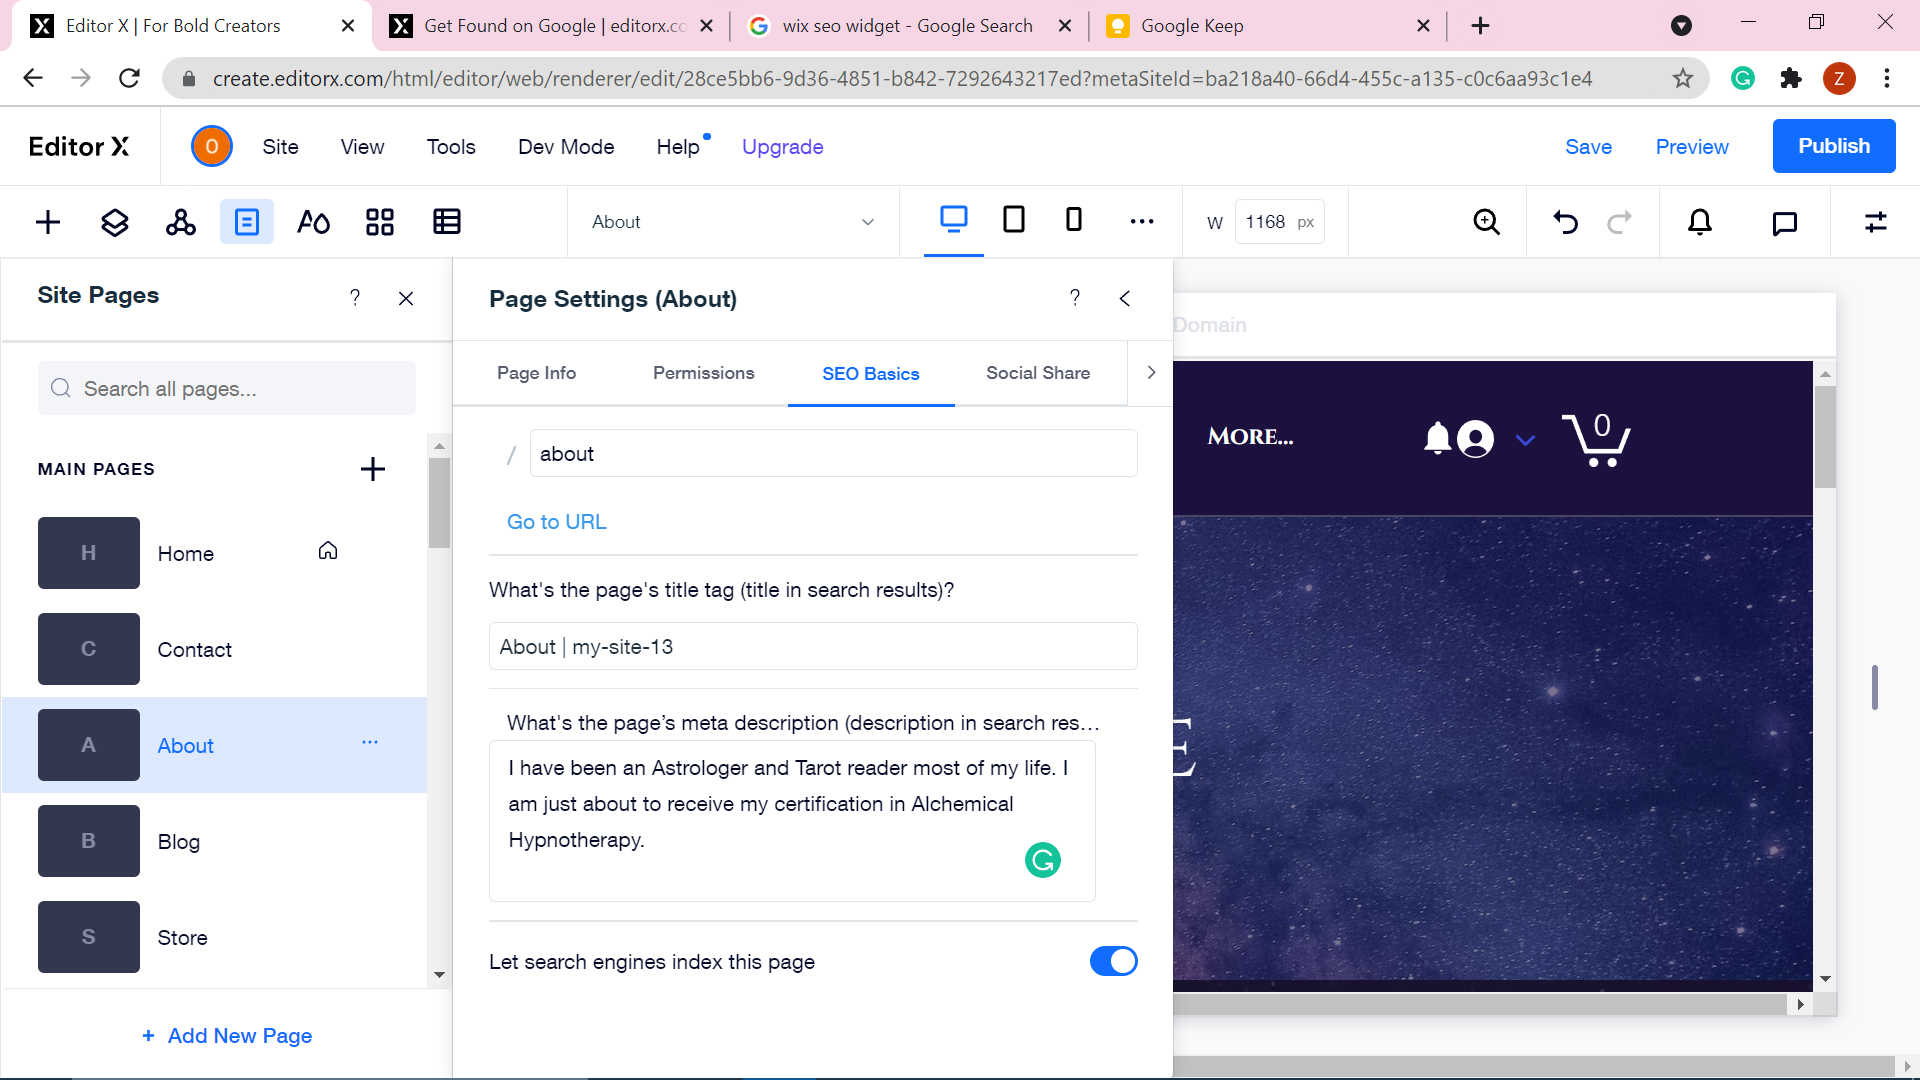 Editor X | For Bold Creators
Get Found on Google | editorx.co
wix seo widget - Google Search
Google Keep
create.editorx.com/html/editor/web/renderer/edit/28ce5bb6-9d36-4851-b842-7292643217ed?metaSiteId=ba218a40-66d4-455c-a135-c0c6aa93c1e4
Z
Editor X
O
Site
View
Tools
Dev Mode
Help
Upgrade
Save
Preview
Publish
About
W 1168 px
Site Pages
?
Search all pages...
MAIN PAGES
H Home
C Contact
A About
B Blog
S Store
+ Add New Page
Page Settings (About)
?
Page Info
Permissions
SEO Basics
Social Share
/ about
Go to URL
What's the page's title tag (title in search results)?
About | my-site-13
What's the page’s meta description (description in search res...
I have been an Astrologer and Tarot reader most of my life. I
am just about to receive my certification in Alchemical
Hypnotherapy.
Let search engines index this page
Domain
More...
0
E